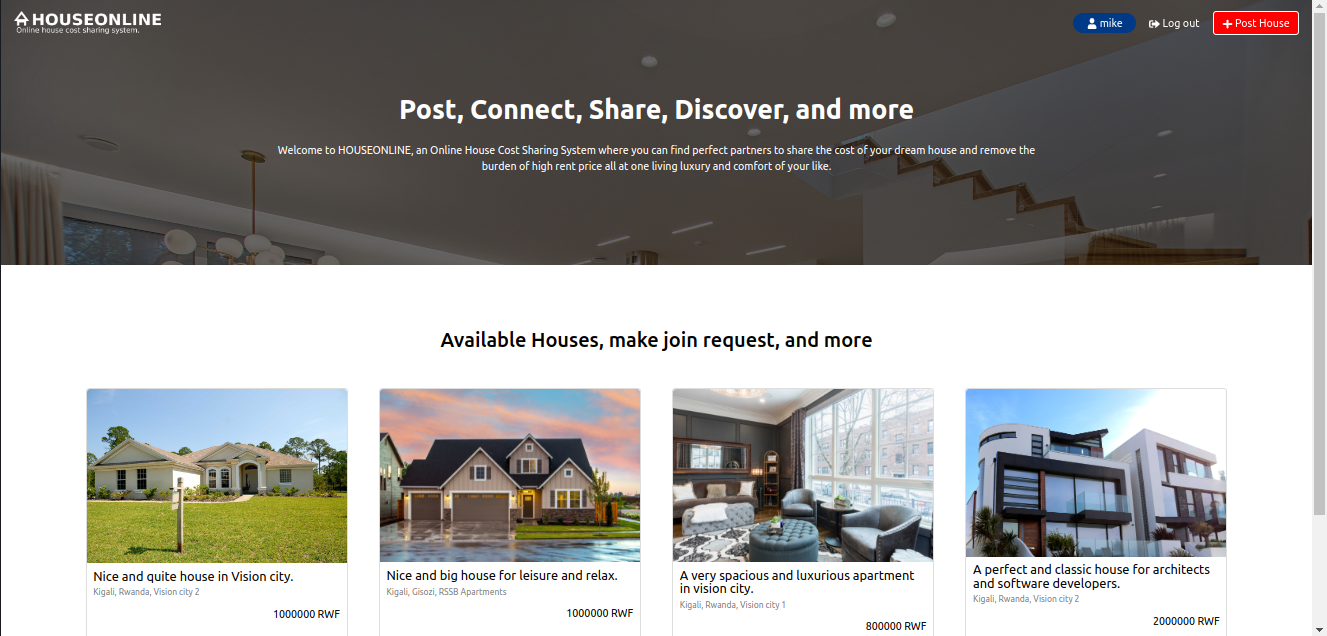 HOUSEONLINE
Online house cost sharing system.
mike
Log out
Post House
Post, Connect, Share, Discover, and more
Welcome to HOUSEONLINE, an Online House Cost Sharing System where you can find perfect partners to share the cost of your dream house and remove the
burden of high rent price all at one living luxury and comfort of your like.
Available Houses, make join request, and more
Nice and quite house in Vision city.
Kigali, Rwanda, Vision city 2
1000000 RWF
Nice and big house for leisure and relax.
Kigali, Gisozi, RSSB Apartments
1000000 RWF
A very spacious and luxurious apartment
in vision city.
Kigali, Rwanda, Vision city 1
800000 RWF
A perfect and classic house for architects
and software developers.
Kigali, Rwanda, Vision city 2
2000000 RWF